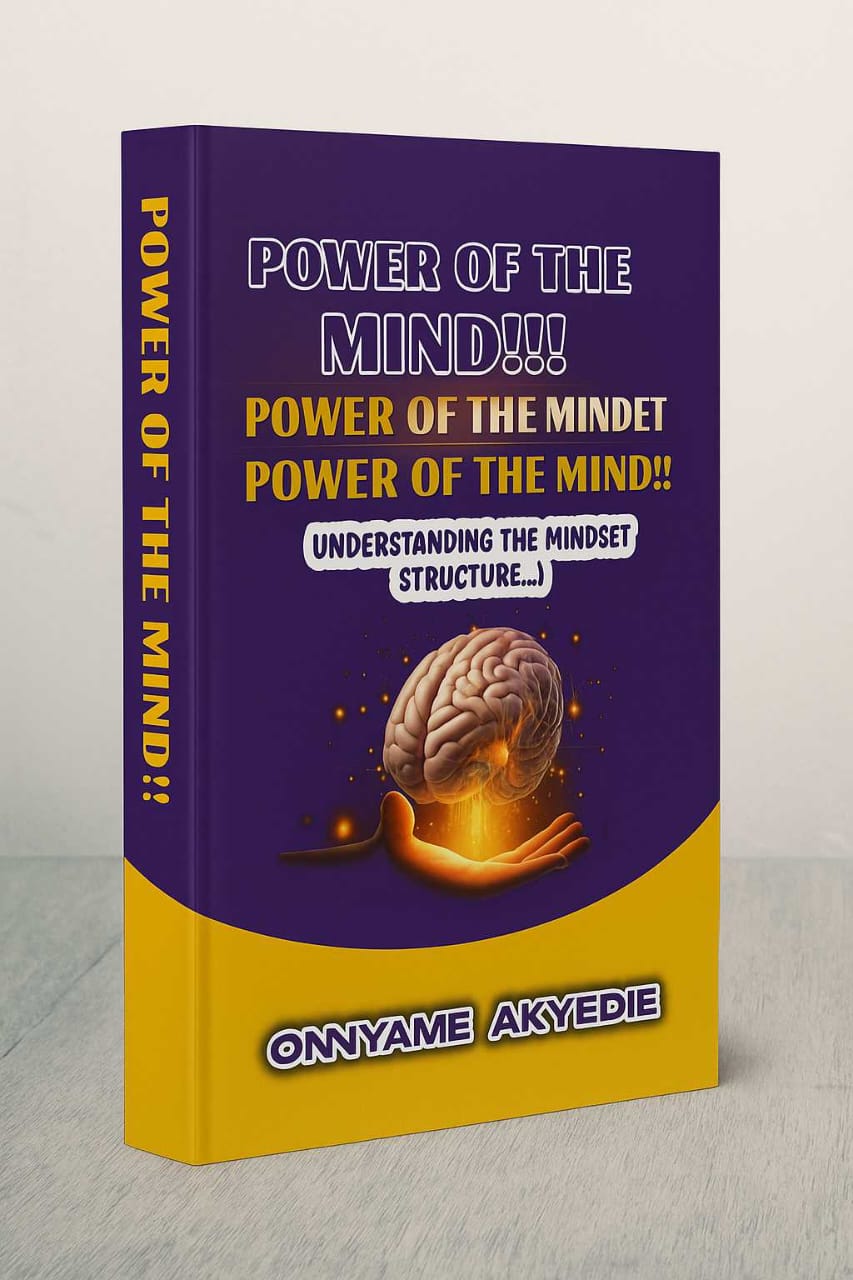 POWER OF THE MIND!!
POWER OF THE
MIND!!!
POWER OF THE MINDET
POWER OF THE MIND!!
UNDERSTANDING THE MINDSET
STRUCTURE...)
ONNYAME AKYEDIE